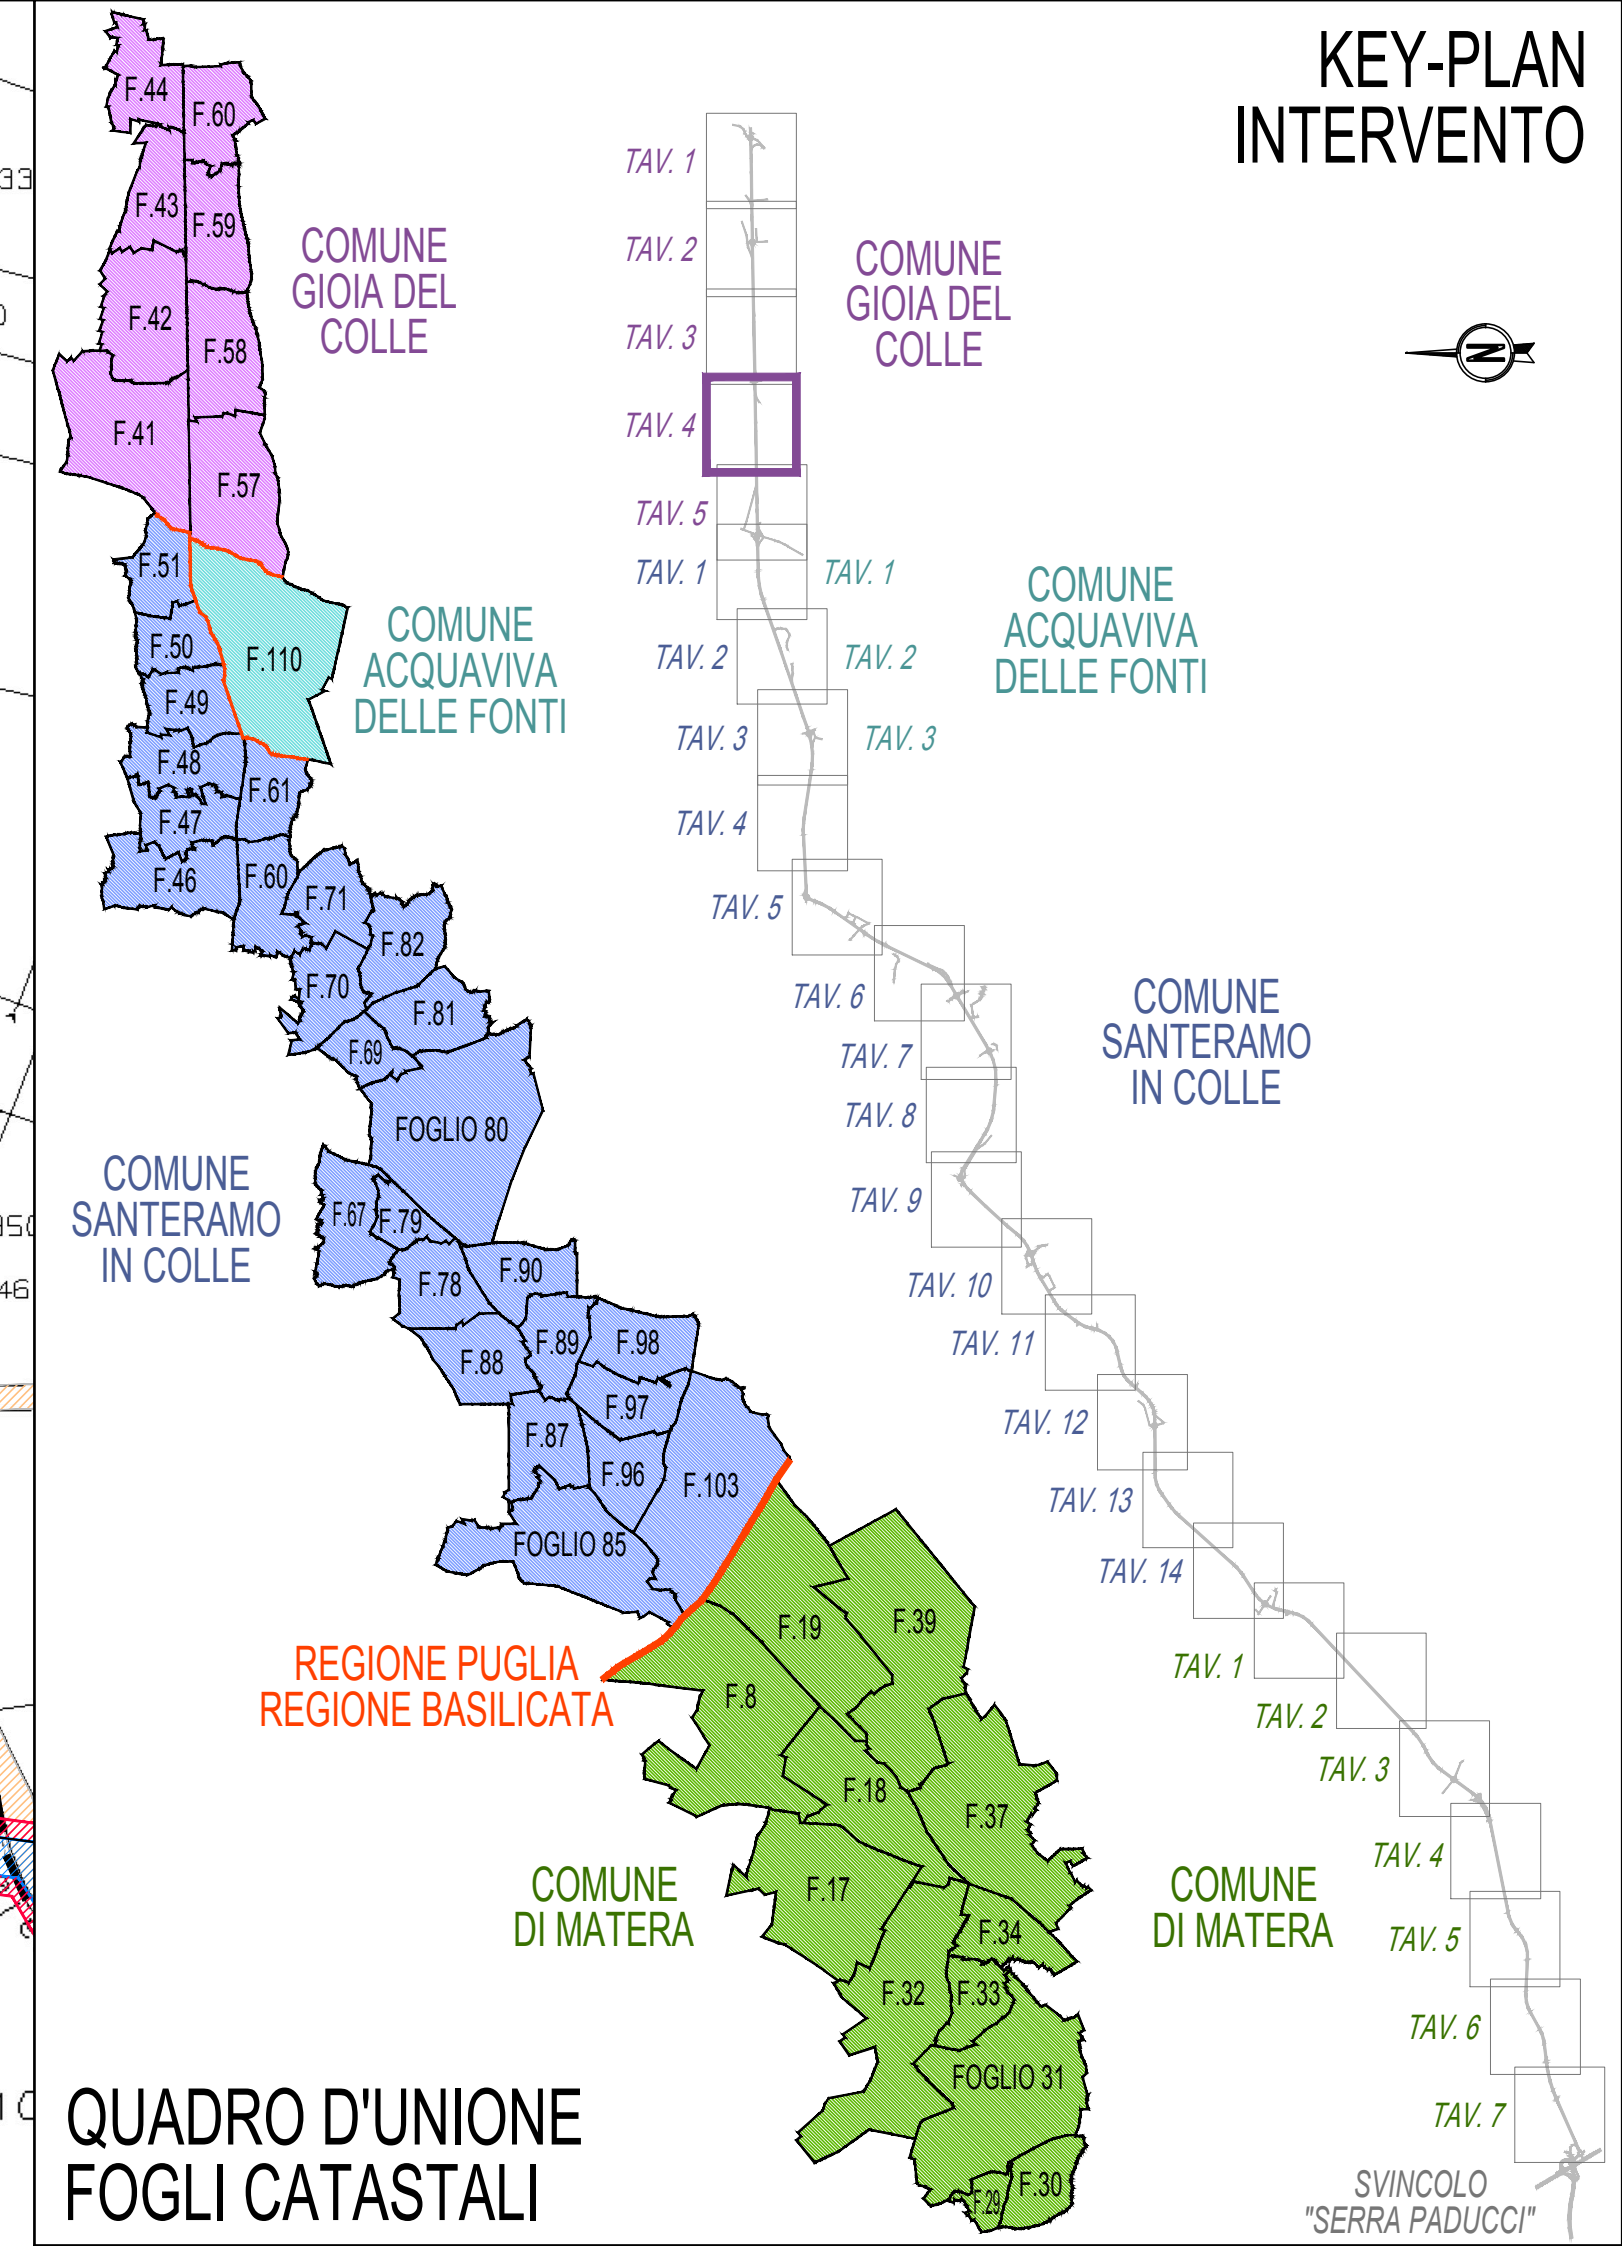 KEY-PLAN
INTERVENTO
F.44
F.60
F.43
F.59
F.42
F.58
F.41
F.57
COMUNE
GIOIA DEL
COLLE
F.51
F.50
F.110
F.49
F.48
F.61
F.47
F.46
F.60
F.71
F.82
F.70
F.81
F.69
FOGLIO 80
COMUNE
ACQUAVIVA
DELLE FONTI
F.67
F.79
F.78
F.90
F.89
F.98
F.88
F.97
F.87
F.96
F.103
FOGLIO 85
COMUNE
SANTERAMO
IN COLLE
REGIONE PUGLIA
REGIONE BASILICATA
F.19
F.39
F.8
F.18
F.37
F.17
F.34
F.32
F.33
FOGLIO 31
F.30
F.29
COMUNE
DI MATERA
QUADRO D'UNIONE
FOGLI CATASTALI
TAV. 1
TAV. 2
TAV. 3
TAV. 4
TAV. 5
COMUNE
GIOIA DEL
COLLE
N
TAV. 1
TAV. 1
TAV. 2
TAV. 2
TAV. 3
TAV. 3
COMUNE
ACQUAVIVA
DELLE FONTI
TAV. 4
TAV. 5
TAV. 6
TAV. 7
TAV. 8
TAV. 9
TAV. 10
TAV. 11
TAV. 12
TAV. 13
TAV. 14
COMUNE
SANTERAMO
IN COLLE
TAV. 1
TAV. 2
TAV. 3
TAV. 4
TAV. 5
TAV. 6
TAV. 7
COMUNE
DI MATERA
SVINCOLO
"SERRA PADUCCI"
33
46